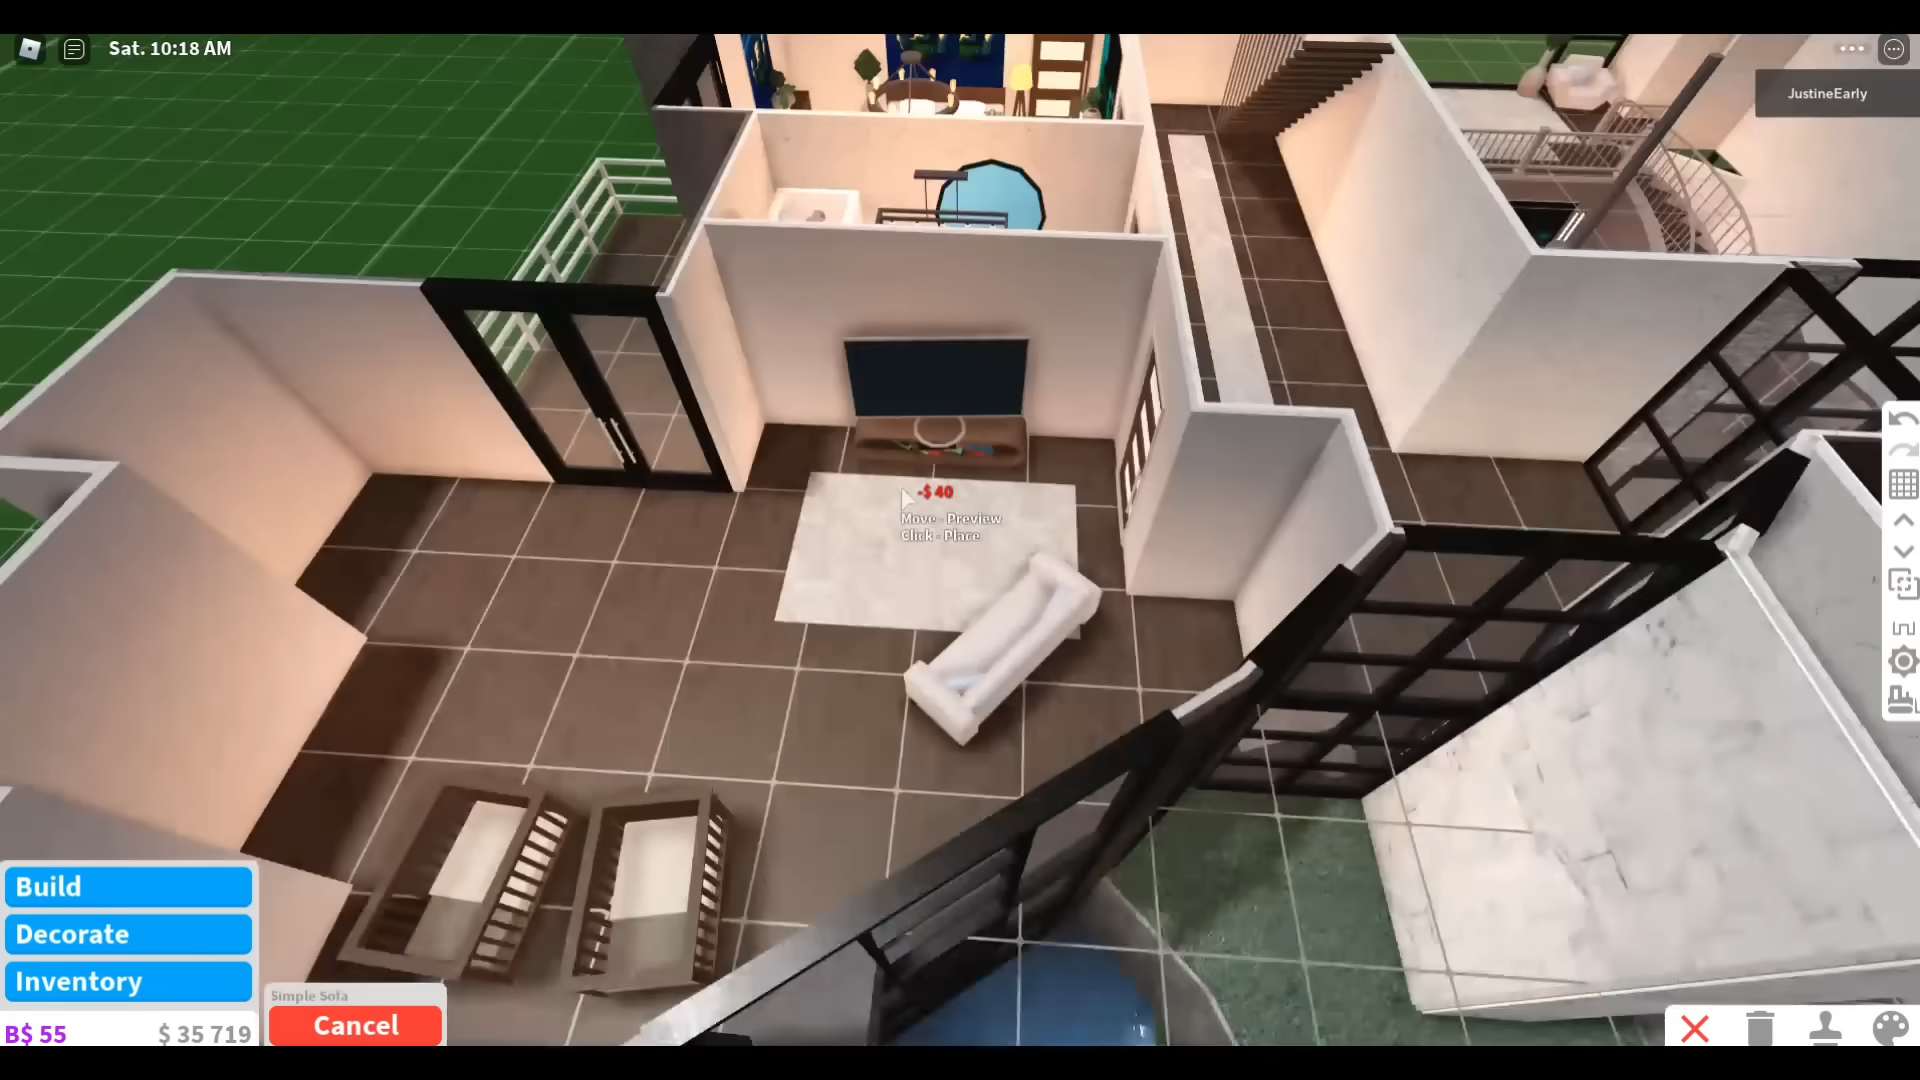 Sat. 10:18 AM
JustineEarly
-$ 40
Move - Preview
Click - Place
Build
Decorate
Inventory
Simple Sofa
Cancel
B$ 55
$ 35 719